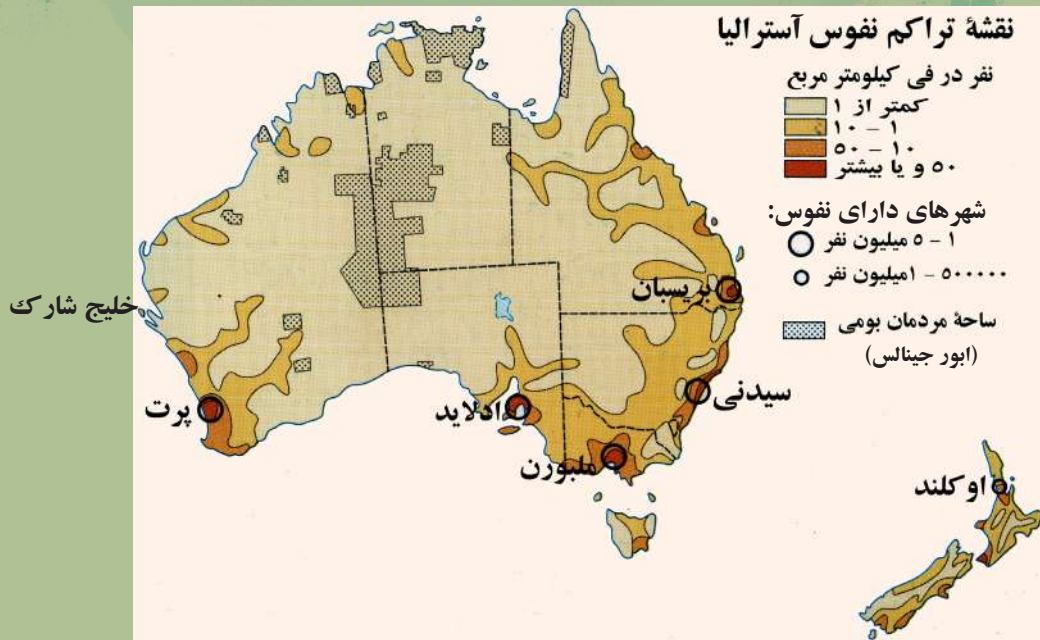 نقشۀ تراکم نفوس آسترالیا
نفر در فی کیلومتر مربع
کمتر از ۱
۱ - ۱۰
۱۰ - ۵۰
۵۰ و یا بیشتر
شهرهای دارای نفوس:
۱ - ۵ میلیون نفر
۵۰۰۰۰۰ - ۱میلیون نفر
ساحۀ مردمان بومی
(ابور جینالس)
بریسبان
خلیج شارک
سیدنی
ادلاید
پرت
ملبورن
اوکلند